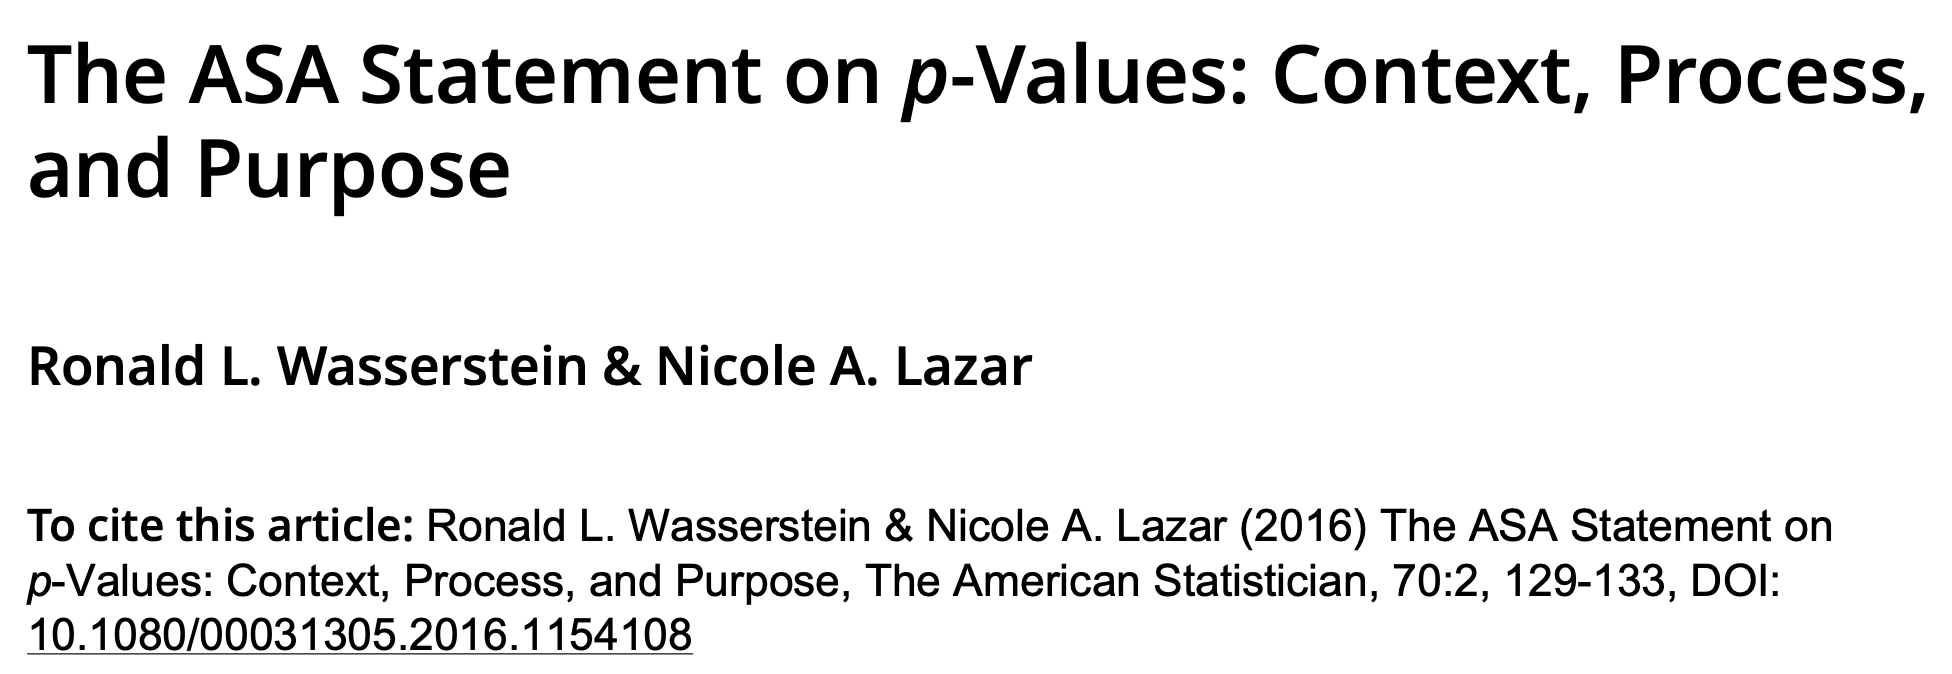 The ASA Statement on p-Values: Context, Process,
and Purpose
Ronald L. Wasserstein & Nicole A. Lazar
To cite this article: Ronald L. Wasserstein & Nicole A. Lazar (2016) The ASA Statement on
p-Values: Context, Process, and Purpose, The American Statistician, 70:2, 129-133, DOI:
10.1080/00031305.2016.1154108